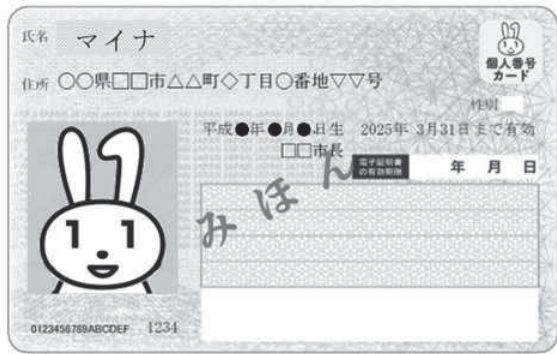 氏名 マイナ
個人番号
カード
住所 ○○県□□市△△町◇丁目○番地▽▽号
性別
平成●年●月●日生 2025年 3月31日まで有効
□□市長
電子証明書
の有効期限
年 月 日
みほん
0123456789ABCDEF 1234